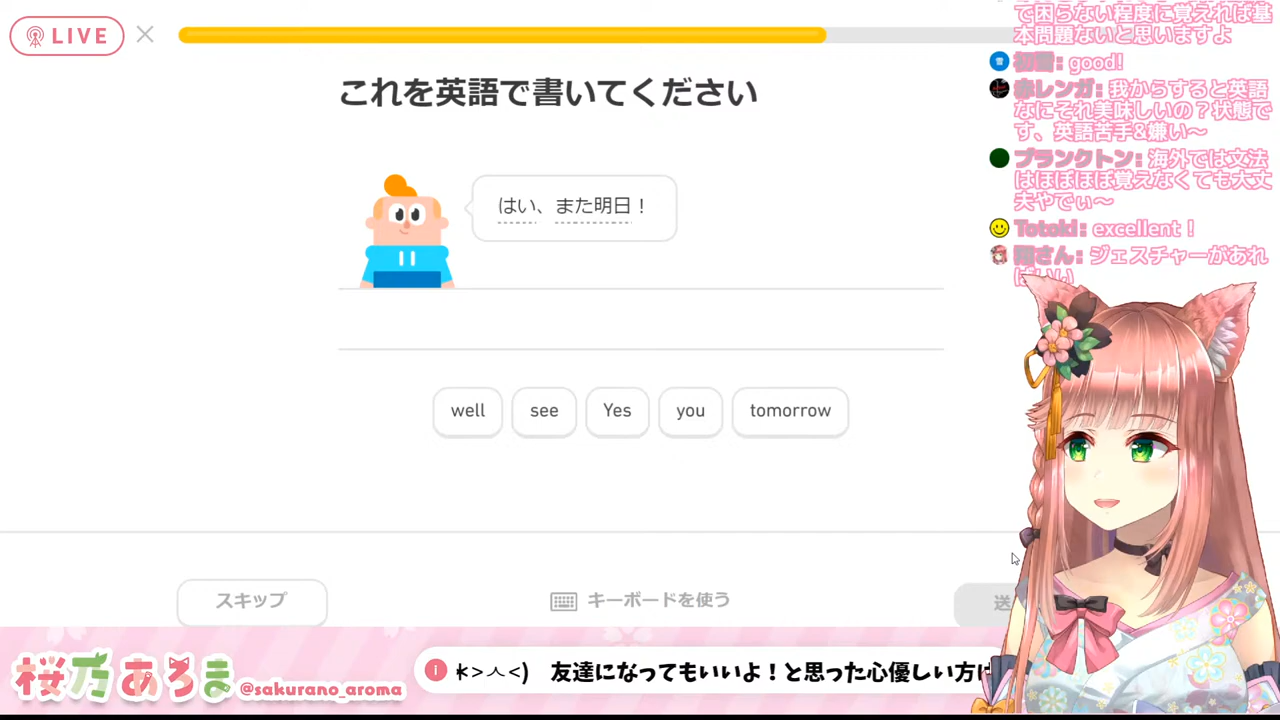 LIVE
これを英語で書いてください
はい、また明日！
well see Yes you tomorrow
スキップ
キーボードを使う
送
で困らない程度に覚えれば基
本問題ないと思いますよ
初雪: good!
赤レンガ: 我からすると英語
なにそれ美味しいの？状態で
す、英語苦手&嫌い〜
プランクトン: 海外では文法
はほぼほぼ覚えなくても大丈
夫やでぃ〜
Totoki: excellent！
翔さん: ジェスチャーがあれ
ばいい
桜乃あろま
@sakurano_aroma
友達になってもいいよ！と思った心優しい方は